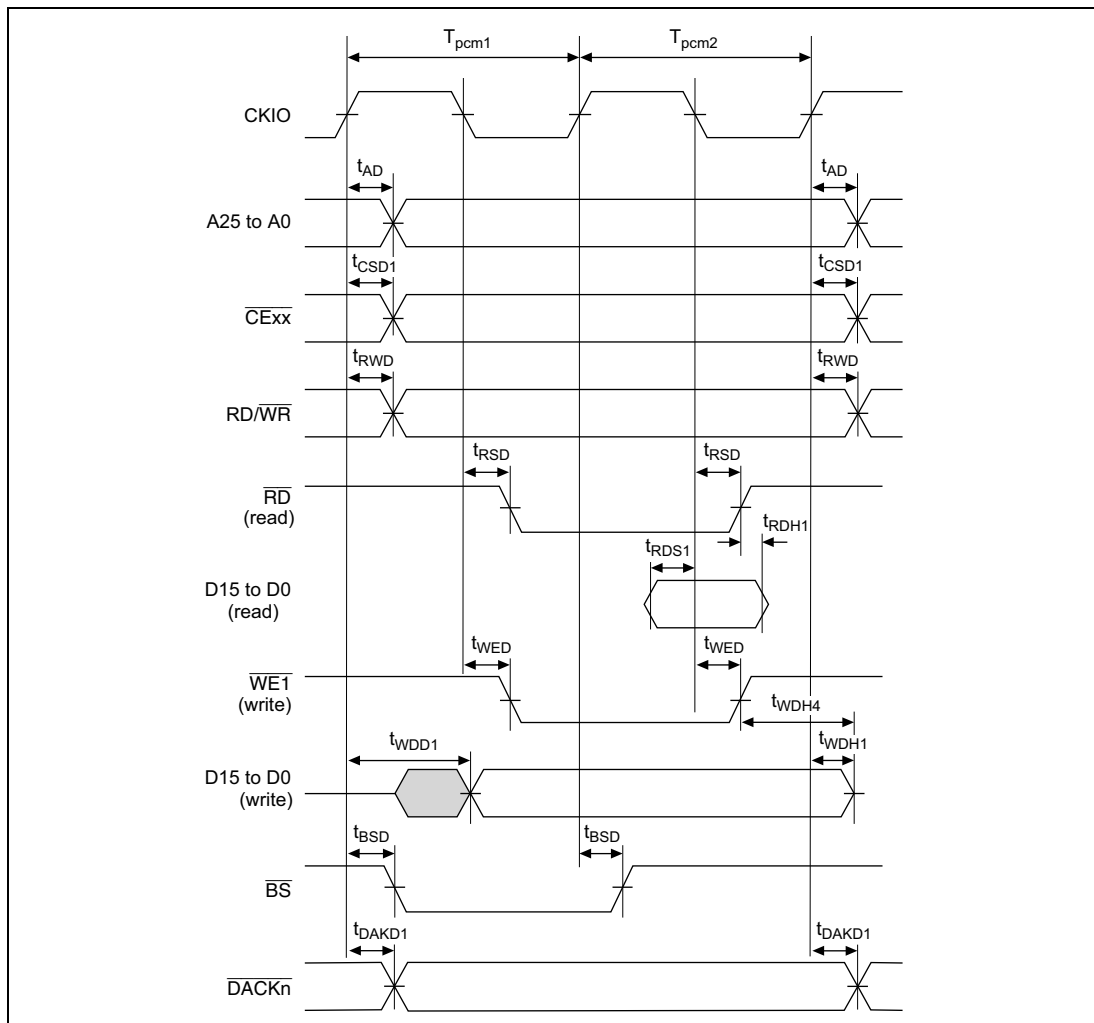 Tpcm1 Tpcm2
CKIO
tAD tAD
A25 to A0
tCSD1 tCSD1
CExx
tRWD tRWD
RD/WR
tRSD tRSD
RD
(read)
tRDH1
tRDS1
D15 to D0
(read)
tWED tWED
WE1
(write)
tWDH4
tWDD1 tWDH1
D15 to D0
(write)
tBSD tBSD
BS
tDAKD1 tDAKD1
DACKn